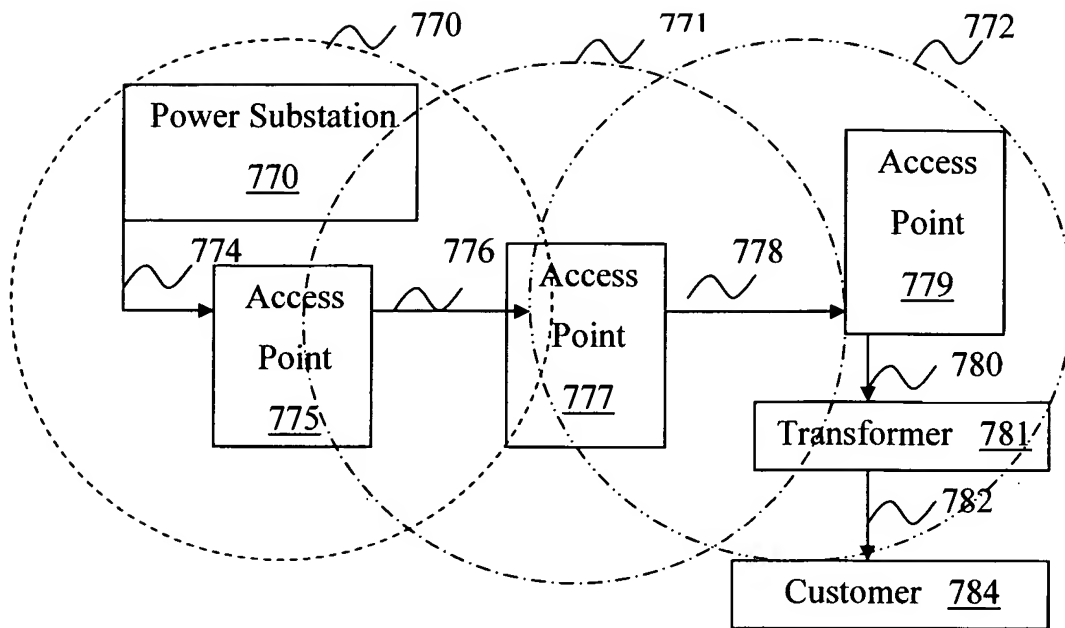 770
771
772
Power Substation
770
Access
Point
779
774
776
778
Access
Point
775
Access
Point
777
780
Transformer 781
782
Customer 784